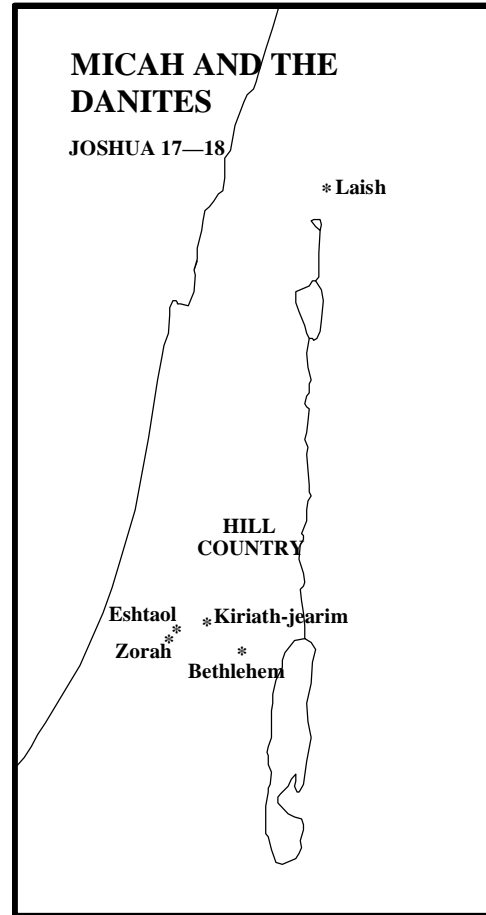 MICAH AND THE
DANITES
JOSHUA 17—18
* Laish
HILL
COUNTRY
Eshtaol *
* Kiriath-jearim
Zorah *
*
Bethlehem